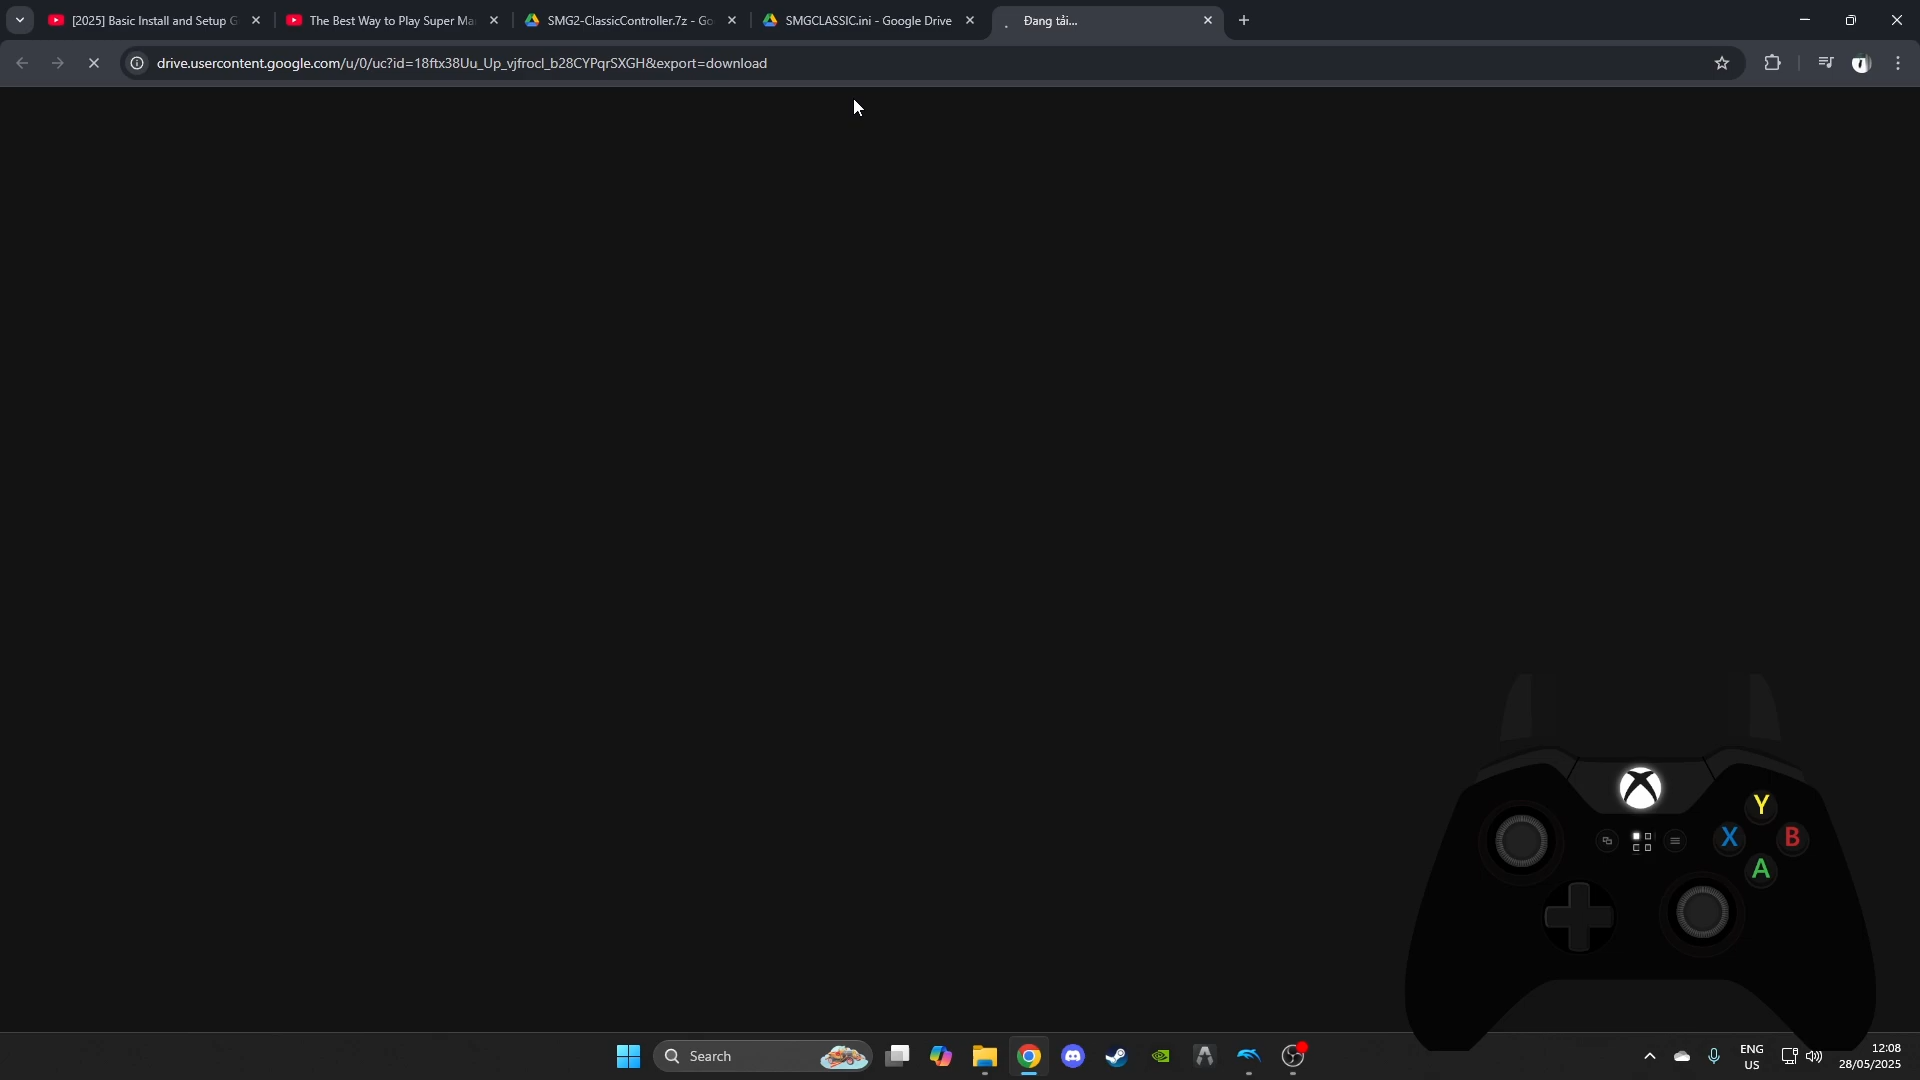 [2025] Basic Install and Setup G
The Best Way to Play Super Ma
SMG2-ClassicController.7z - Go
SMGCLASSIC.ini - Google Drive
Đang tải...
drive.usercontent.google.com/u/0/uc?id=18ftx38Uu_Up_vjfrocl_b28CYPqrSXGH&export=download
Y
X
B
A
Search
ENG
US
12:08
28/05/2025